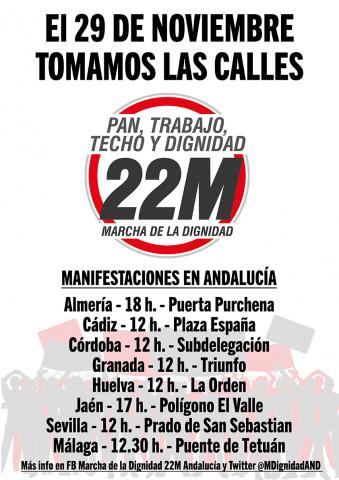 El 29 DE NOVIEMBRE
TOMAMOS LAS CALLES
PAN, TRABAJO,
TECHO Y DIGNIDAD
22M
MARCHA DE LA DIGNIDAD
MANIFESTACIONES EN ANDALUCÍA
Almería - 18 h. - Puerta Purchena
Cádiz - 12 h. - Plaza España
Córdoba - 12 h. - Subdelegación
Granada - 12 h. - Triunfo
Huelva - 12 h. - La Orden
Jaén - 17 h. - Polígono El Valle
Sevilla - 12 h. - Prado de San Sebastian
Málaga - 12.30 h. - Puente de Tetuán
Más info en FB Marcha de la Dignidad 22M Andalucía y Twitter @MDignidadAND